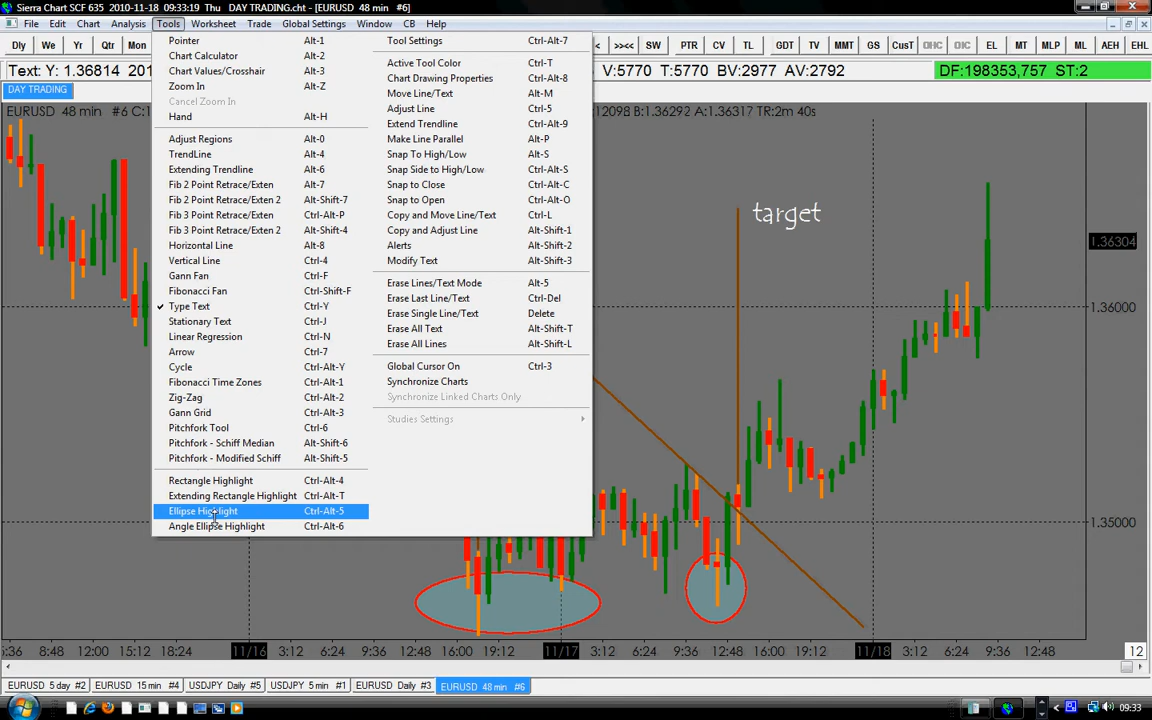 Sierra Chart SCF 635 2010-11-18 09:33:19 Thu DAY TRADING.cht - [EURUSD 48 min #6]
File Edit Chart Analysis Tools Worksheet Trade Global Settings Window CB Help
Dly We Yr Qtr Mon >><< SW PTR CV TL GDT TV MMT GS CusT OHC OHC EL MT MLP ML AEH EHL
Text: Y: 1.36814 201 V:5770 T:5770 BV:2977 AV:2792 DF:198353,757 ST:2
DAY TRADING
EURUSD 48 min #6 C:1 12098 B:1.36292 A:1.36317 TR:2m 40s
Pointer Alt-1
Chart Calculator Alt-2
Chart Values/Crosshair Alt-3
Zoom In Alt-Z
Cancel Zoom In
Hand Alt-H
Adjust Regions Alt-0
TrendLine Alt-4
Extending Trendline Alt-6
Fib 2 Point Retrace/Exten Alt-7
Fib 2 Point Retrace/Exten 2 Alt-Shift-7
Fib 3 Point Retrace/Exten Ctrl-Alt-P
Fib 3 Point Retrace/Exten 2 Alt-Shift-4
Horizontal Line Alt-8
Vertical Line Ctrl-4
Gann Fan Ctrl-F
Fibonacci Fan Ctrl-Shift-F
Type Text Ctrl-Y
Stationary Text Ctrl-J
Linear Regression Ctrl-N
Arrow Ctrl-7
Cycle Ctrl-Alt-Y
Fibonacci Time Zones Ctrl-Alt-1
Zig-Zag Ctrl-Alt-2
Gann Grid Ctrl-Alt-3
Pitchfork Tool Ctrl-6
Pitchfork - Schiff Median Alt-Shift-6
Pitchfork - Modified Schiff Alt-Shift-5
Rectangle Highlight Ctrl-Alt-4
Extending Rectangle Highlight Ctrl-Alt-T
Ellipse Highlight Ctrl-Alt-5
Angle Ellipse Highlight Ctrl-Alt-6
Tool Settings Ctrl-Alt-7
Active Tool Color Ctrl-T
Chart Drawing Properties Ctrl-Alt-8
Move Line/Text Alt-M
Adjust Line Ctrl-5
Extend Trendline Ctrl-Alt-9
Make Line Parallel Alt-P
Snap To High/Low Alt-S
Snap Side to High/Low Ctrl-Alt-S
Snap to Close Ctrl-Alt-C
Snap to Open Ctrl-Alt-O
Copy and Move Line/Text Ctrl-L
Copy and Adjust Line Alt-Shift-1
Alerts Alt-Shift-2
Modify Text Alt-Shift-3
Erase Lines/Text Mode Alt-5
Erase Last Line/Text Ctrl-Del
Erase Single Line/Text Delete
Erase All Text Alt-Shift-T
Erase All Lines Alt-Shift-L
Global Cursor On Ctrl-3
Synchronize Charts
Synchronize Linked Charts Only
Studies Settings
target
1.36304
1.36000
1.35000
5:36 8:48 12:00 15:12 18:24 11/16 3:12 6:24 9:36 12:48 16:00 19:12 11/17 3:12 6:24 9:36 12:48 16:00 19:12 11/18 3:12 6:24 9:36 12:48 12
EURUSD 5 day #2 EURUSD 15 min #4 USDJPY Daily #5 USDJPY 5 min #1 EURUSD Daily #3 EURUSD 48 min #6
09:33